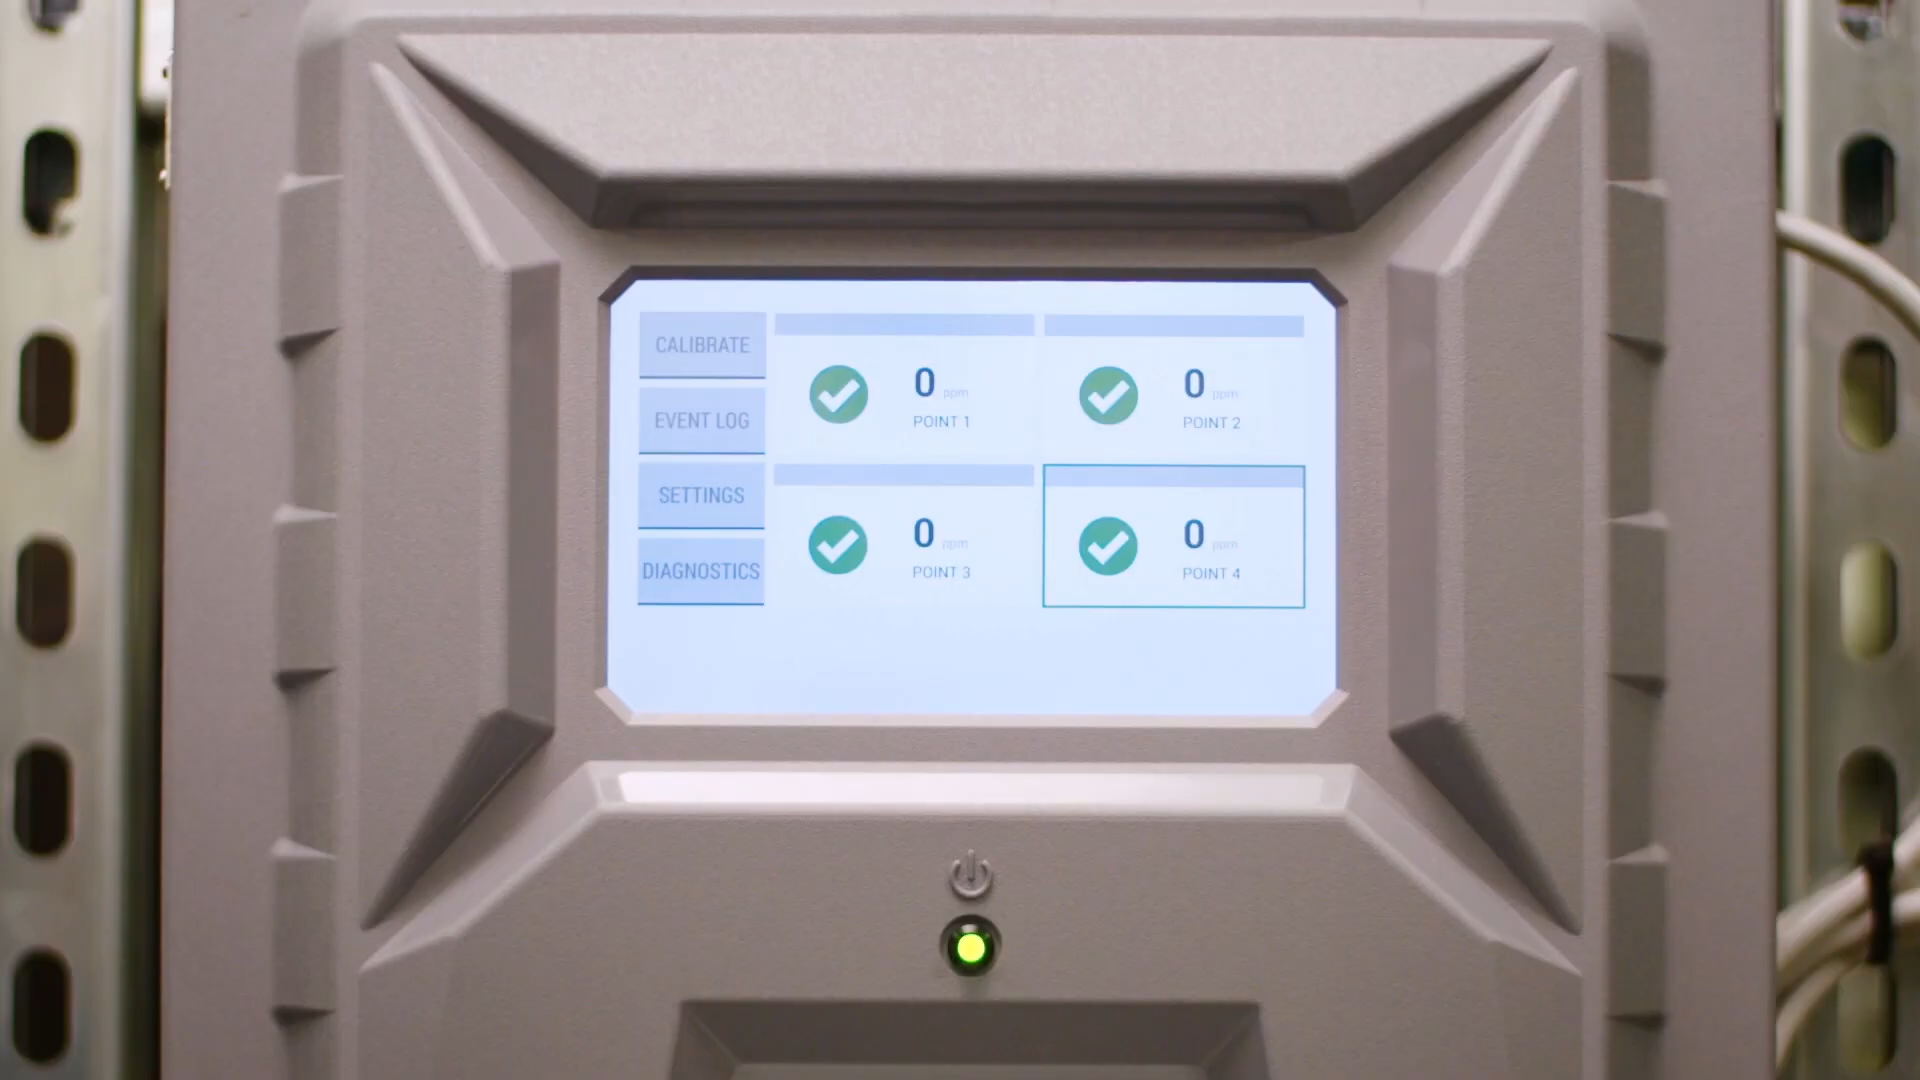 CALIBRATE
EVENT LOG
SETTINGS
DIAGNOSTICS
0 ppm
POINT 1
0 ppm
POINT 2
0 ppm
POINT 3
0 ppm
POINT 4